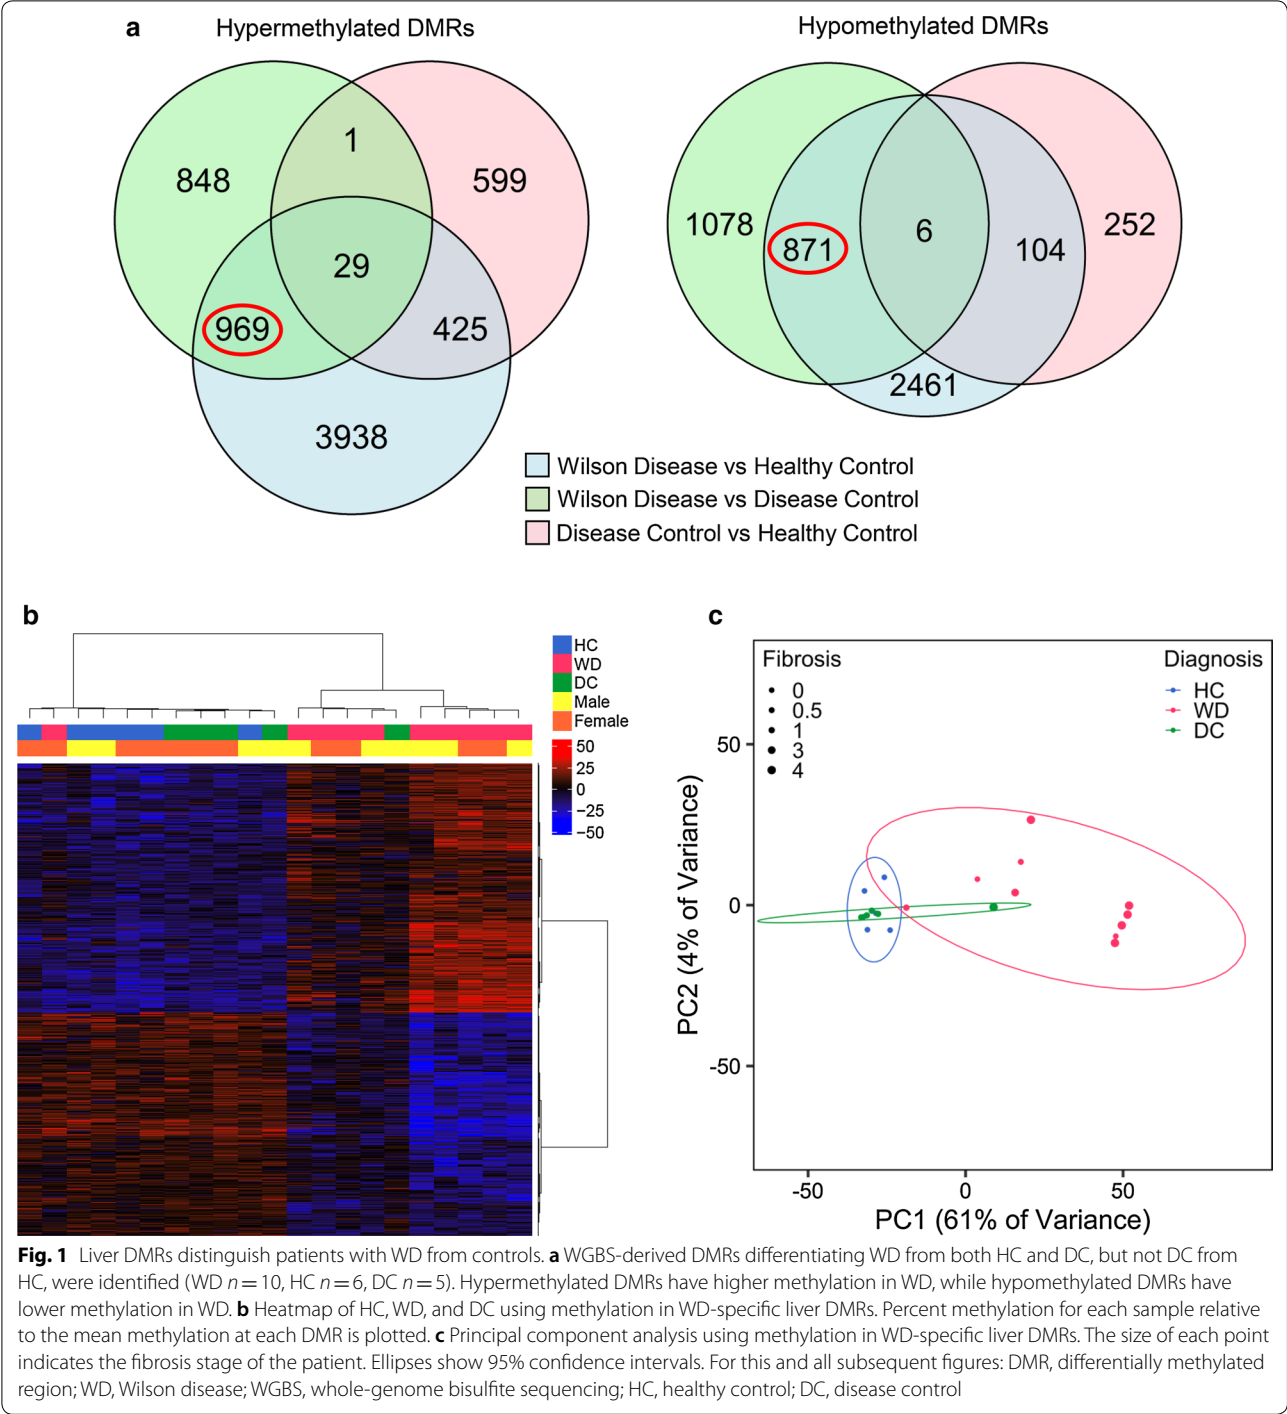 a
Hypermethylated DMRs
Hypomethylated DMRs
1
848
599
29
969
425
3938
1078
871
6
104
252
2461
Wilson Disease vs Healthy Control
Wilson Disease vs Disease Control
Disease Control vs Healthy Control
b
HC
WD
DC
Male
Female
50
25
0
−25
−50
c
Fibrosis
0
0.5
1
3
4
Diagnosis
HC
WD
DC
PC2 (4% of Variance)
50
0
-50
-50
0
50
PC1 (61% of Variance)
Fig. 1 Liver DMRs distinguish patients with WD from controls. a WGBS-derived DMRs differentiating WD from both HC and DC, but not DC from
HC, were identified (WD n = 10, HC n = 6, DC n = 5). Hypermethylated DMRs have higher methylation in WD, while hypomethylated DMRs have
lower methylation in WD. b Heatmap of HC, WD, and DC using methylation in WD-specific liver DMRs. Percent methylation for each sample relative
to the mean methylation at each DMR is plotted. c Principal component analysis using methylation in WD-specific liver DMRs. The size of each point
indicates the fibrosis stage of the patient. Ellipses show 95% confidence intervals. For this and all subsequent figures: DMR, differentially methylated
region; WD, Wilson disease; WGBS, whole-genome bisulfite sequencing; HC, healthy control; DC, disease control